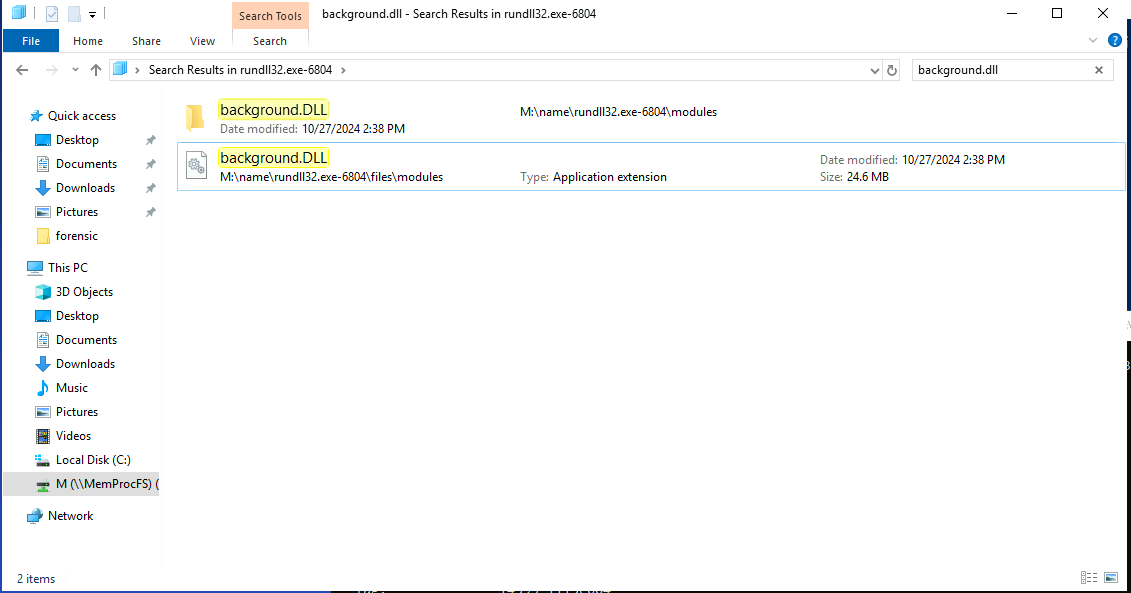 Search Tools
background.dll - Search Results in rundll32.exe-6804
File
Home
Share
View
Search
Search Results in rundll32.exe-6804
background.dll
Quick access
Desktop
Documents
Downloads
Pictures
forensic
This PC
3D Objects
Desktop
Documents
Downloads
Music
Pictures
Videos
Local Disk (C:)
M (\\MemProcFS) (
Network
background.DLL
M:\name\rundll32.exe-6804\modules
Date modified: 10/27/2024 2:38 PM
background.DLL
Date modified: 10/27/2024 2:38 PM
M:\name\rundll32.exe-6804\files\modules
Type: Application extension
Size: 24.6 MB
2 items